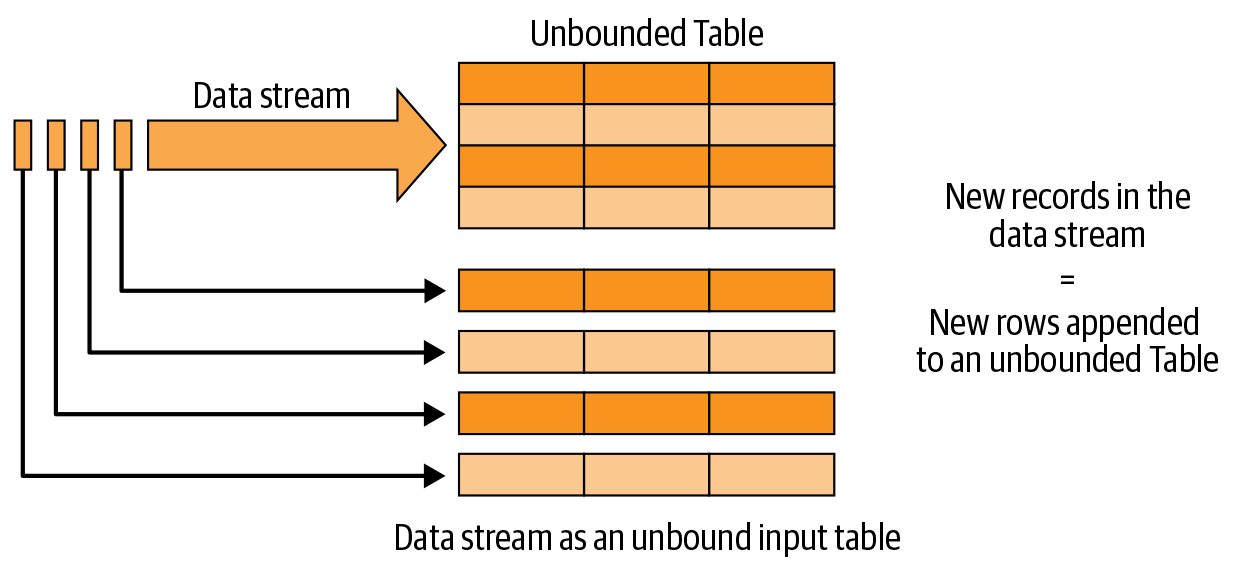 Unbounded Table
Data stream
New records in the
data stream
=
New rows appended
to an unbounded Table
Data stream as an unbound input table